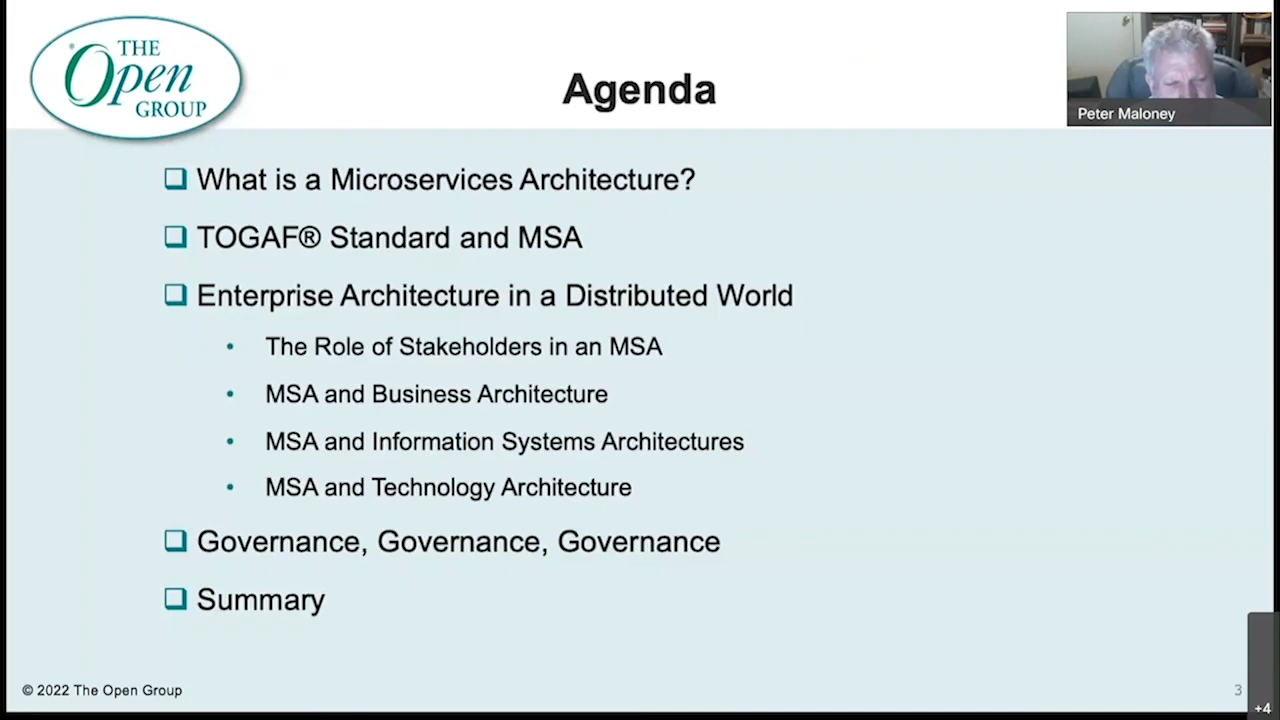 THE
Open
GROUP
®
Agenda
Peter Maloney
What is a Microservices Architecture?
TOGAF® Standard and MSA
Enterprise Architecture in a Distributed World
• The Role of Stakeholders in an MSA
• MSA and Business Architecture
• MSA and Information Systems Architectures
• MSA and Technology Architecture
Governance, Governance, Governance
Summary
© 2022 The Open Group
3
+4